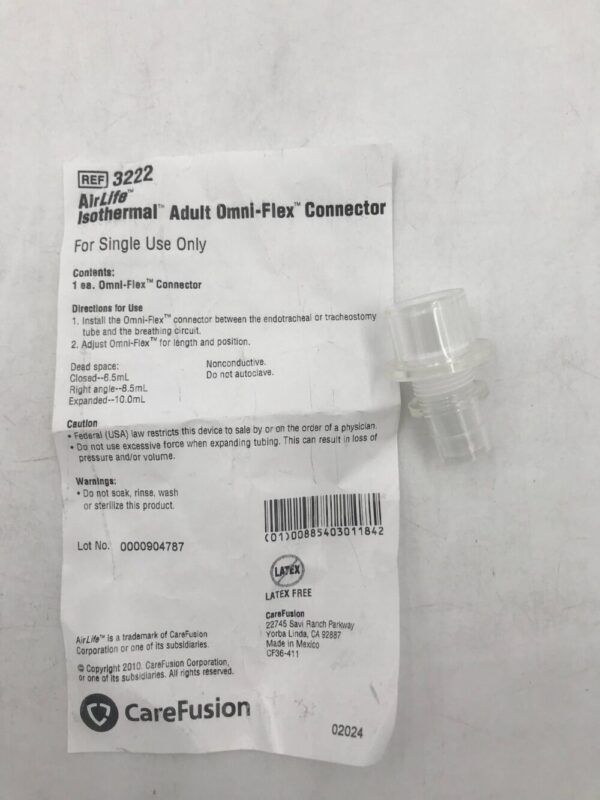 REF 3222
AirLife™
Isothermal™ Adult Omni-Flex™ Connector
For Single Use Only
Contents:
1 ea. Omni-Flex™ Connector
Directions for Use
1. Install the Omni-Flex™ connector between the endotracheal or tracheostomy
tube and the breathing circuit.
2. Adjust Omni-Flex™ for length and position.
Dead space:
Closed--6.5mL
Right angle--8.5mL
Expanded--10.0mL
Nonconductive.
Do not autoclave.
Caution
• Federal (USA) law restricts this device to sale by or on the order of a physician.
• Do not use excessive force when expanding tubing. This can result in loss of
pressure and/or volume.
Warnings:
• Do not soak, rinse, wash
or sterilize this product.
Lot No. 0000904787
(01)00885403011842
LATEX
LATEX FREE
CareFusion
22745 Savi Ranch Parkway
Yorba Linda, CA 92887
Made in Mexico
CF36-411
AirLife™ is a trademark of CareFusion
Corporation or one of its subsidiaries.
© Copyright 2010. CareFusion Corporation,
or one of its subsidiaries. All rights reserved.
CareFusion
02024